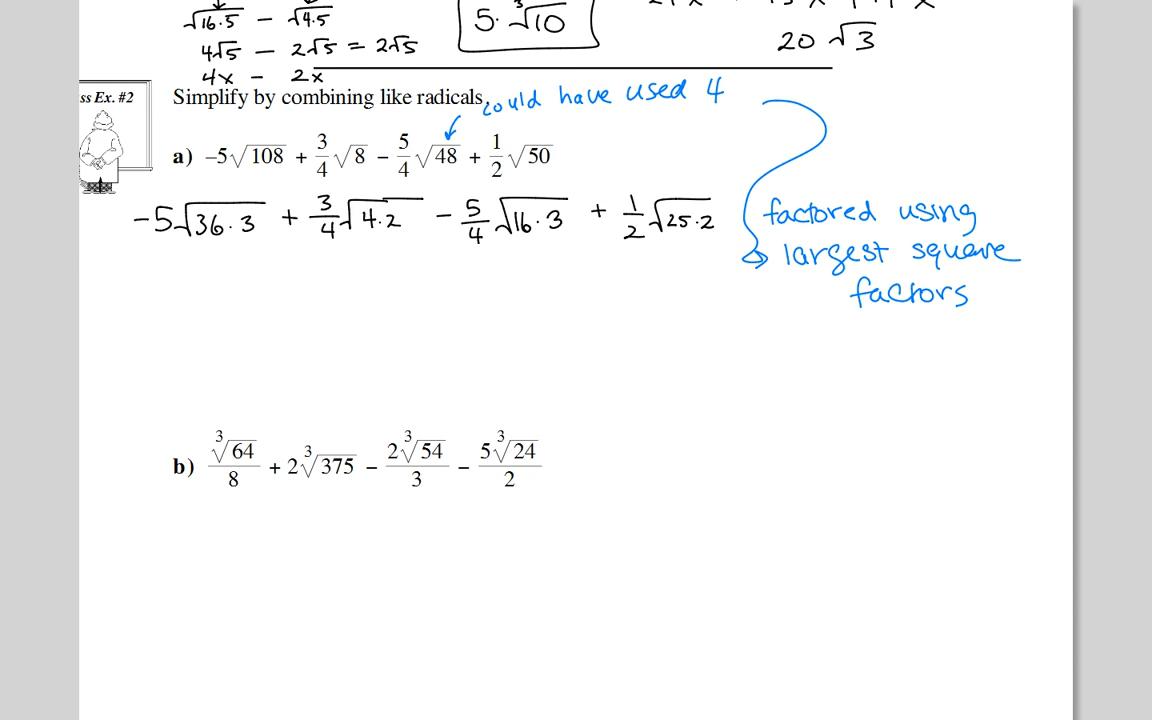 √16·5 − √4·5
4√5 − 2√5 = 2√5
4x − 2x
5·∛10
20√3
ss Ex. #2
Simplify by combining like radicals.
could have used 4
a) –5√108 + 3/4 √8 − 5/4 √48 + 1/2 √50
−5√36·3 + 3/4 √4·2 − 5/4 √16·3 + 1/2 √25·2
factored using
largest square
factors
b) ∛64/8 + 2∛375 − 2∛54/3 − 5∛24/2